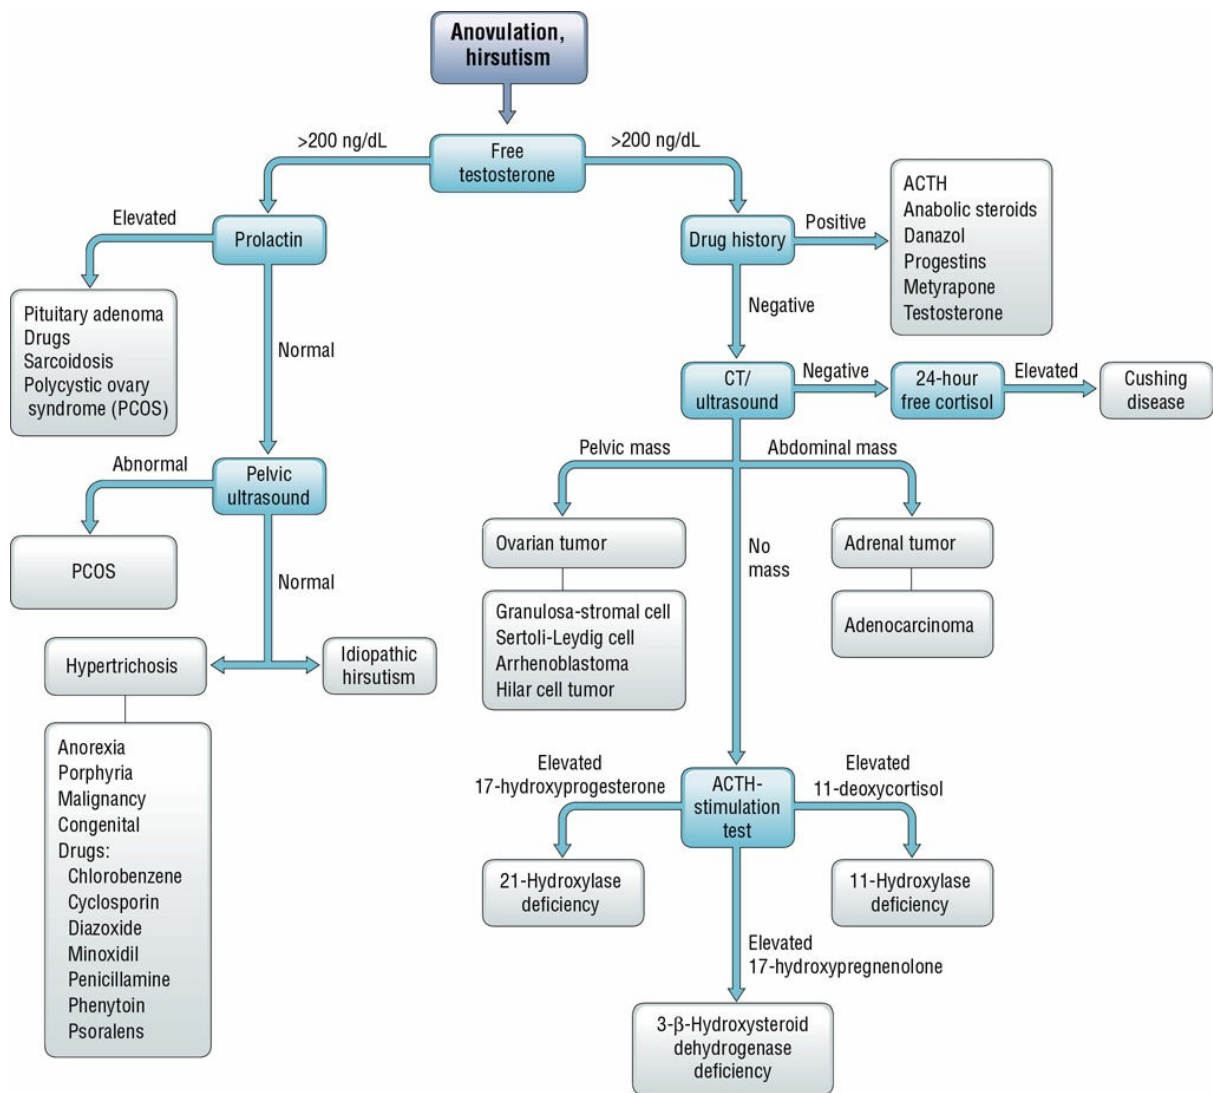 Anovulation,
hirsutism
>200 ng/dL
Free
testosterone
>200 ng/dL
Elevated
Prolactin
Pituitary adenoma
Drugs
Sarcoidosis
Polycystic ovary
syndrome (PCOS)
Normal
Abnormal
Pelvic
ultrasound
PCOS
Normal
Hypertrichosis
Idiopathic
hirsutism
Anorexia
Porphyria
Malignancy
Congenital
Drugs:
Chlorobenzene
Cyclosporin
Diazoxide
Minoxidil
Penicillamine
Phenytoin
Psoralens
Drug history
Positive
ACTH
Anabolic steroids
Danazol
Progestins
Metyrapone
Testosterone
Negative
CT/
ultrasound
Negative
24-hour
free cortisol
Elevated
Cushing
disease
Pelvic mass
Abdominal mass
Ovarian tumor
No
mass
Adrenal tumor
Granulosa-stromal cell
Sertoli-Leydig cell
Arrhenoblastoma
Hilar cell tumor
Adenocarcinoma
Elevated
17-hydroxyprogesterone
ACTH-
stimulation
test
Elevated
11-deoxycortisol
21-Hydroxylase
deficiency
11-Hydroxylase
deficiency
Elevated
17-hydroxypregnenolone
3-β-Hydroxysteroid
dehydrogenase
deficiency